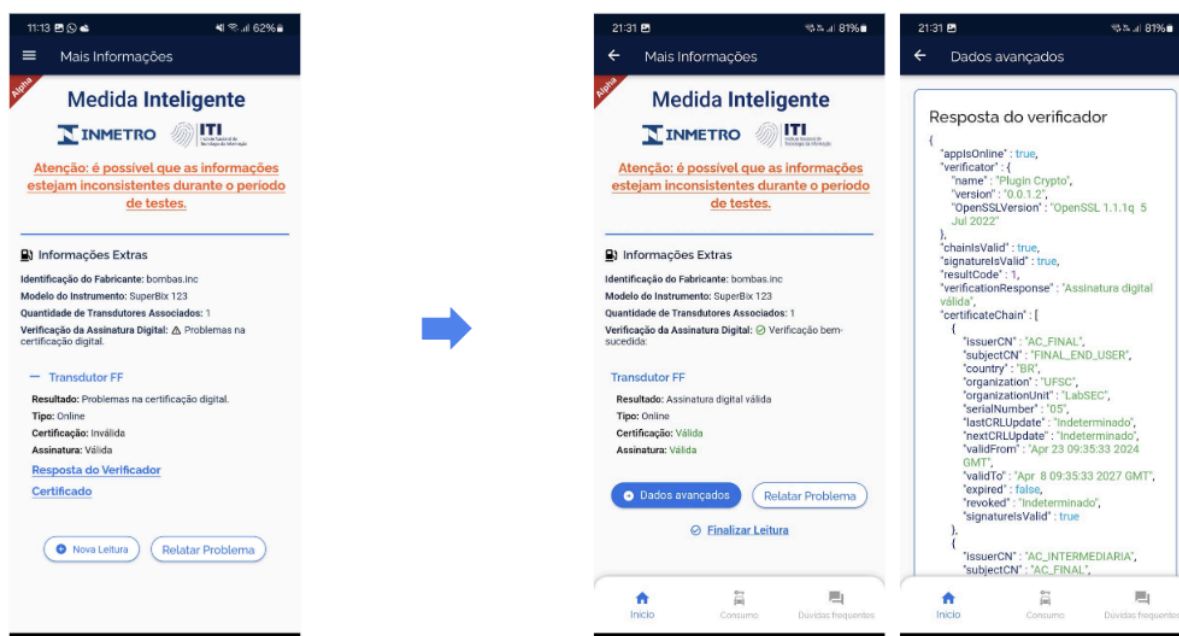 11:13
62%
Mais Informações
Alpha
Medida Inteligente
INMETRO
ITI
Atenção: é possível que as informações
estejam inconsistentes durante o período
de testes.
Informações Extras
Identificação do Fabricante: bombas.inc
Modelo do Instrumento: SuperBix 123
Quantidade de Transdutores Associados: 1
Verificação da Assinatura Digital: Problemas na
certificação digital.
Transdutor FF
Resultado: Problemas na certificação digital.
Tipo: Online
Certificação: Inválida
Assinatura: Válida
Resposta do Verificador
Certificado
Nova Leitura
Relatar Problema
21:31
81%
Mais Informações
Alpha
Medida Inteligente
INMETRO
ITI
Atenção: é possível que as informações
estejam inconsistentes durante o período
de testes.
Informações Extras
Identificação do Fabricante: bombas.inc
Modelo do Instrumento: SuperBix 123
Quantidade de Transdutores Associados: 1
Verificação da Assinatura Digital: Verificação bem-
sucedida:
Transdutor FF
Resultado: Assinatura digital válida
Tipo: Online
Certificação: Válida
Assinatura: Válida
Dados avançados
Relatar Problema
Finalizar Leitura
Início
Consumo
Dúvidas frequentes
21:31
81%
Dados avançados
Resposta do verificador
{
"appIsOnline" : true,
"verificator" : {
"name" : "Plugin Crypto",
"version" : "0.0.1.2",
"OpenSSLVersion" : "OpenSSL 1.1.1q 5
Jul 2022"
},
"chainIsValid" : true,
"signatureIsValid" : true,
"resultCode" : 1,
"verificationResponse" : "Assinatura digital
válida",
"certificateChain" : [
{
"issuerCN" : "AC_FINAL",
"subjectCN" : "FINAL_END_USER",
"country" : "BR",
"organization" : "UFSC",
"organizationUnit" : "LabSEC",
"serialNumber" : "05",
"lastCRLUpdate" : "Indeterminado",
"nextCRLUpdate" : "Indeterminado",
"validFrom" : "Apr 23 09:35:33 2024
GMT",
"validTo" : "Apr 8 09:35:33 2027 GMT",
"expired" : false,
"revoked" : "Indeterminado",
"signatureIsValid" : true
},
{
"issuerCN" : "AC_INTERMEDIARIA",
"subjectCN" : "AC_FINAL",
Início
Consumo
Dúvidas frequentes